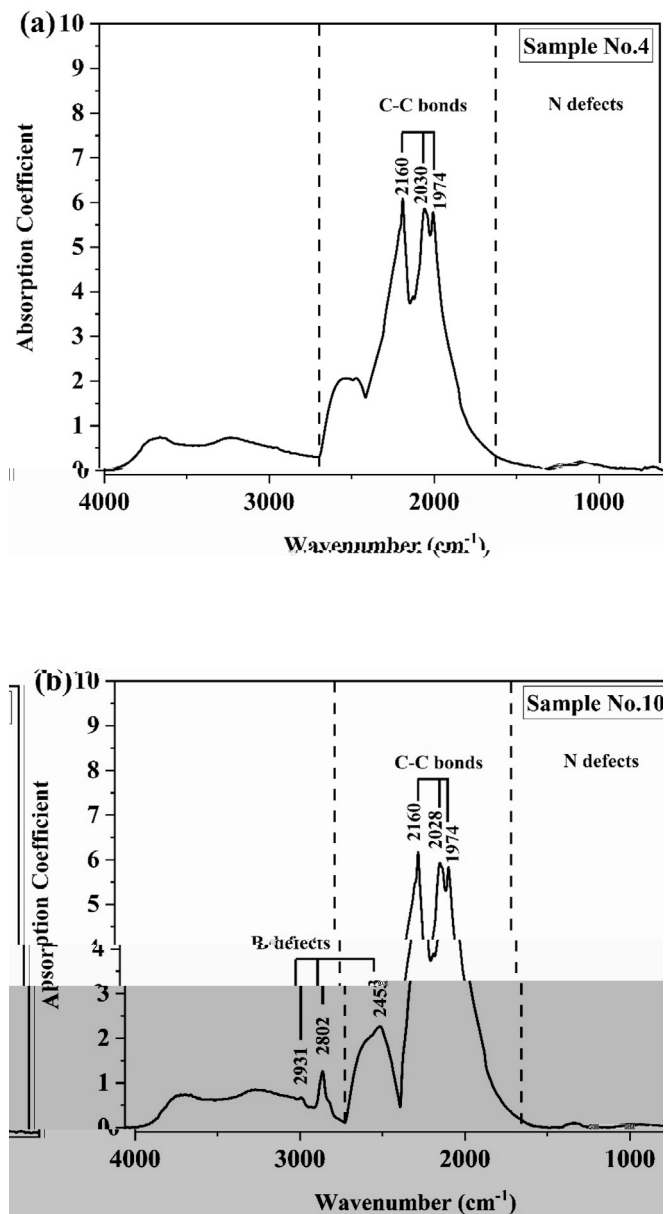 (a)
10
Sample No.4
9
C-C bonds
N defects
8
7
2160
2030
1974
6
5
4
3
2
1
Absorption Coefficient
4000
3000
2000
1000
Wavenumber (cm-1)
(b)
10
Sample No.10
9
C-C bonds
N defects
8
7
2160
2028
1974
6
5
4
defects
3
2931
2802
2
1
0
Absorption Coefficient
4000
3000
2000
1000
Wavenumber (cm-1)